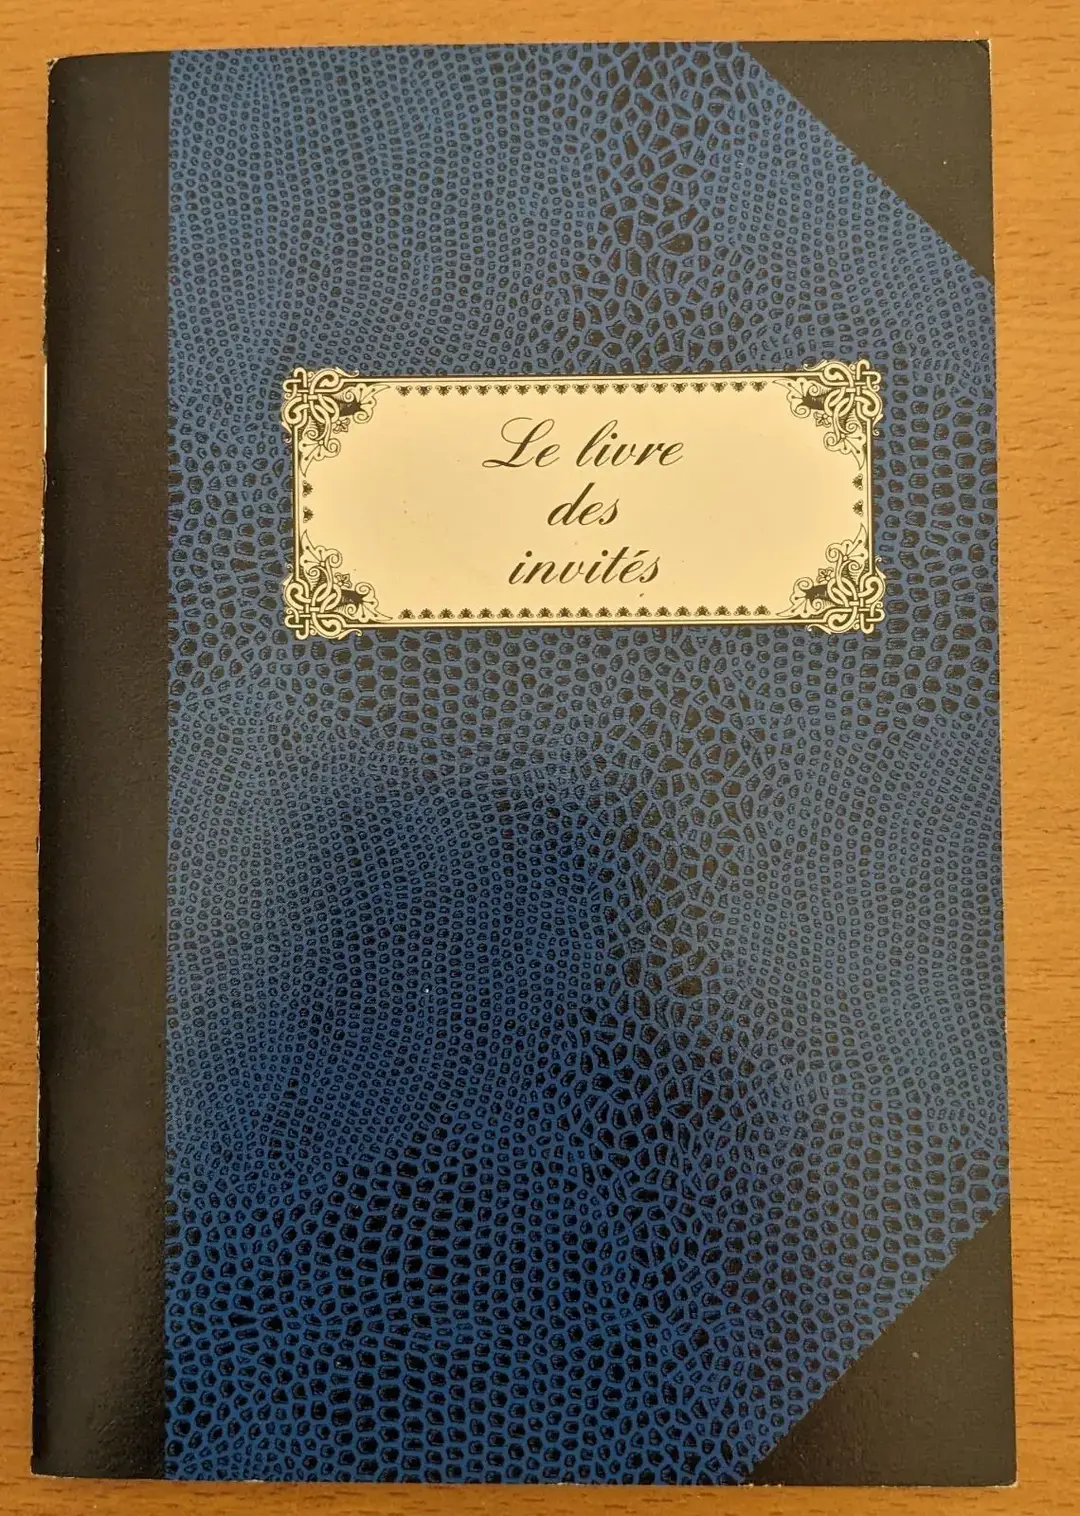 Le livre
des
invités